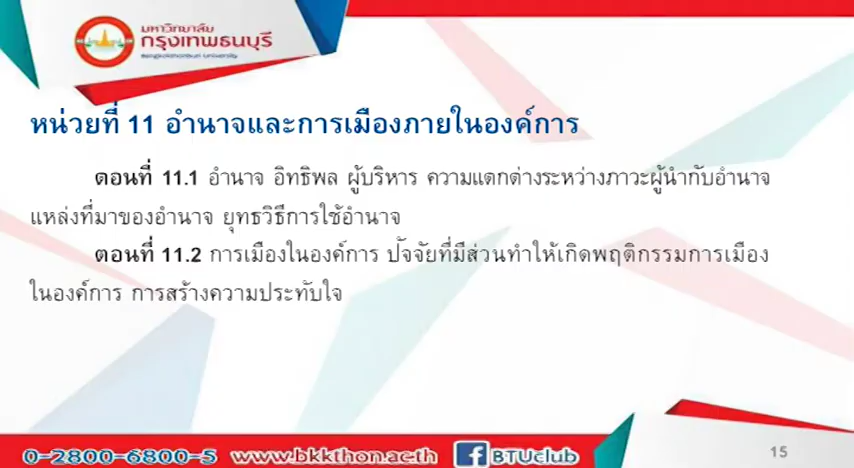 มหาวิทยาลัย
กรุงเทพธนบุรี
Bangkokthonburi University
หน่วยที่ 11 อำนาจและการเมืองภายในองค์การ
ตอนที่ 11.1 อำนาจ อิทธิพล ผู้บริหาร ความแตกต่างระหว่างภาวะผู้นำกับอำนาจ
แหล่งที่มาของอำนาจ ยุทธวิธีการใช้อำนาจ
ตอนที่ 11.2 การเมืองในองค์การ ปัจจัยที่มีส่วนทำให้เกิดพฤติกรรมการเมือง
ในองค์การ การสร้างความประทับใจ
0-2800-6800-5 www.bkkthon.ac.th BTUclub 15